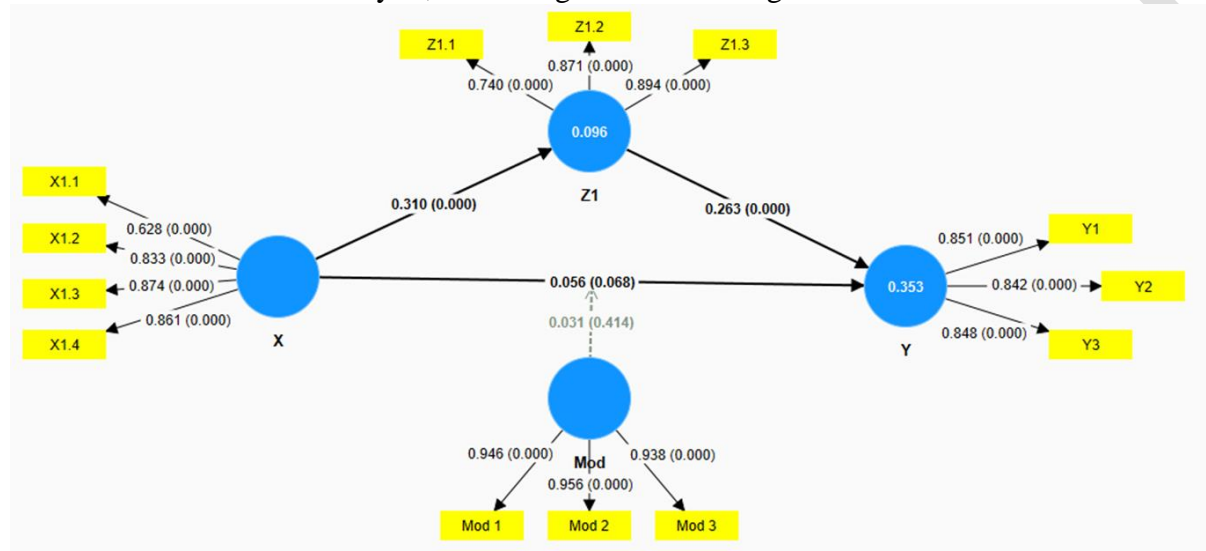 Z1.1
Z1.2
Z1.3
0.740 (0.000)
0.871 (0.000)
0.894 (0.000)
0.096
Z1
X1.1
X1.2
X1.3
X1.4
0.628 (0.000)
0.833 (0.000)
0.874 (0.000)
0.861 (0.000)
X
0.310 (0.000)
0.263 (0.000)
0.056 (0.068)
0.031 (0.414)
0.353
Y
0.851 (0.000)
0.842 (0.000)
0.848 (0.000)
Y1
Y2
Y3
Mod
0.946 (0.000)
0.956 (0.000)
0.938 (0.000)
Mod 1
Mod 2
Mod 3